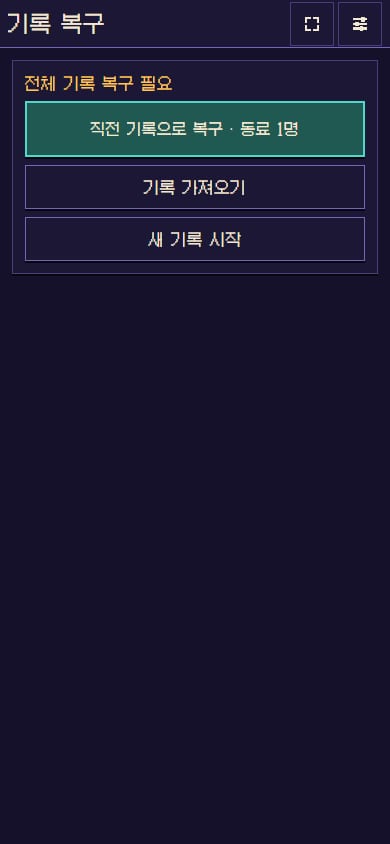 기록 복구
전체 기록 복구 필요
직전 기록으로 복구 · 동료 1명
기록 가져오기
새 기록 시작